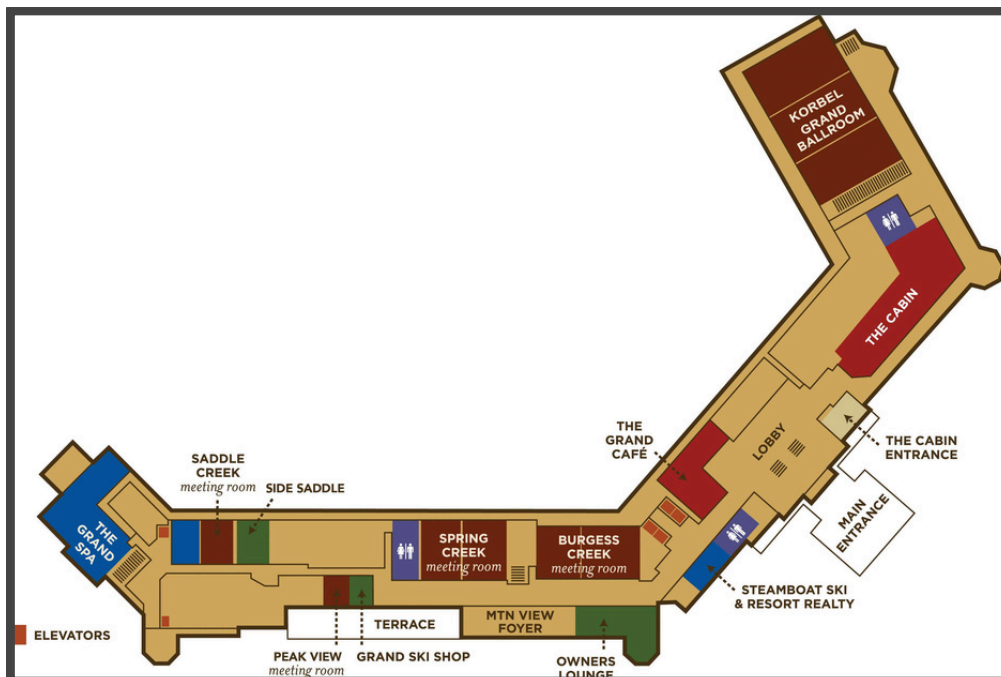 KORBEL
GRAND
BALLROOM
THE CABIN
THE
GRAND
CAFÉ
LOBBY
THE CABIN
ENTRANCE
MAIN
ENTRANCE
SADDLE
CREEK
meeting room
SIDE SADDLE
THE
GRAND
SPA
SPRING
CREEK
meeting room
BURGESS
CREEK
meeting room
STEAMBOAT SKI
& RESORT REALTY
MTN VIEW
FOYER
TERRACE
ELEVATORS
PEAK VIEW
meeting room
GRAND SKI SHOP
OWNERS
LOUNGE